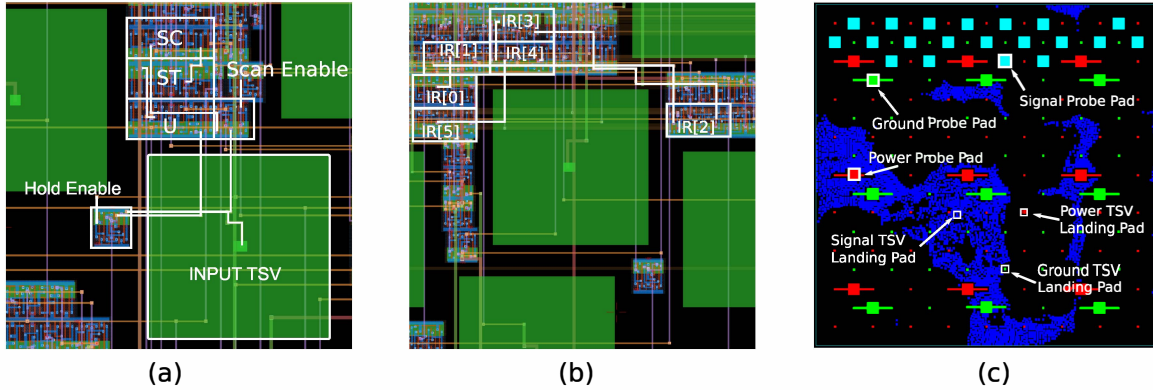 SC
ST
Scan Enable
U
Hold Enable
INPUT TSV
(a)
IR[3]
IR[1]
IR[4]
IR[0]
IR[5]
IR[2]
(b)
Signal Probe Pad
Ground Probe Pad
Power Probe Pad
Power TSV
Landing Pad
Signal TSV
Landing Pad
Ground TSV
Landing Pad
(c)